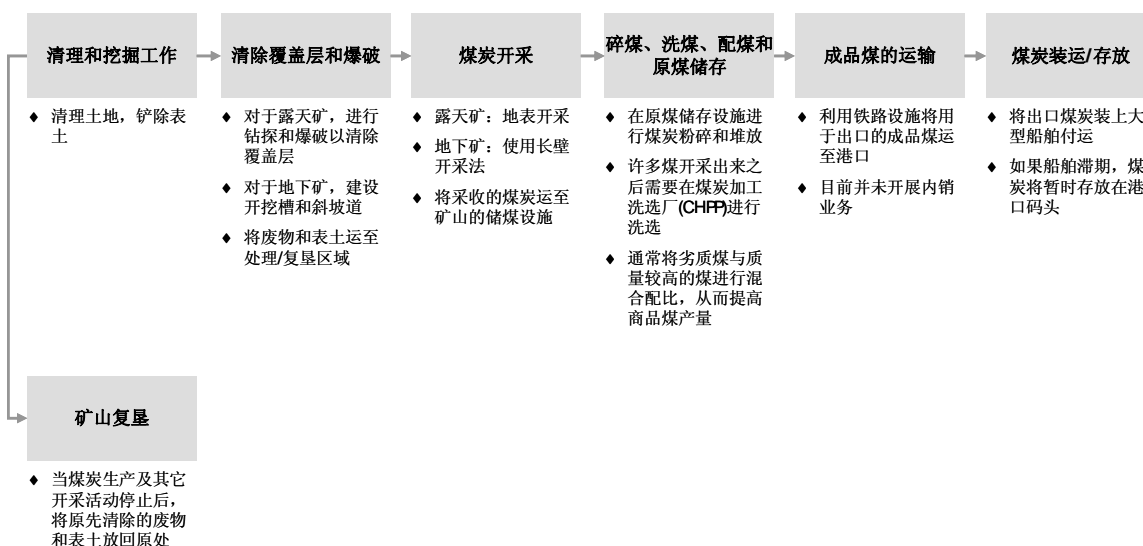 清理和挖掘工作
清理土地，铲除表
土
清除覆盖层和爆破
对于露天矿，进行
钻探和爆破以清除
覆盖层
对于地下矿，建设
开挖槽和斜坡道
将废物和表土运至
处理/复垦区域
煤炭开采
露天矿：地表开采
地下矿：使用长壁
开采法
将采收的煤炭运至
矿山的储煤设施
碎煤、洗煤、配煤和
原煤储存
在原煤储存设施进
行煤炭粉碎和堆放
许多煤开采出来之
后需要在煤炭加工
洗选厂(CHPP)进行
洗选
通常将劣质煤与质
量较高的煤进行混
合配比，从而提高
商品煤产量
成品煤的运输
利用铁路设施将用
于出口的成品煤运
至港口
目前并未开展内销
业务
煤炭装运/存放
将出口煤炭装上大
型船舶付运
如果船舶滞期，煤
炭将暂时存放在港
口码头
矿山复垦
当煤炭生产及其它
开采活动停止后，
将原先清除的废物
和表土放回原处